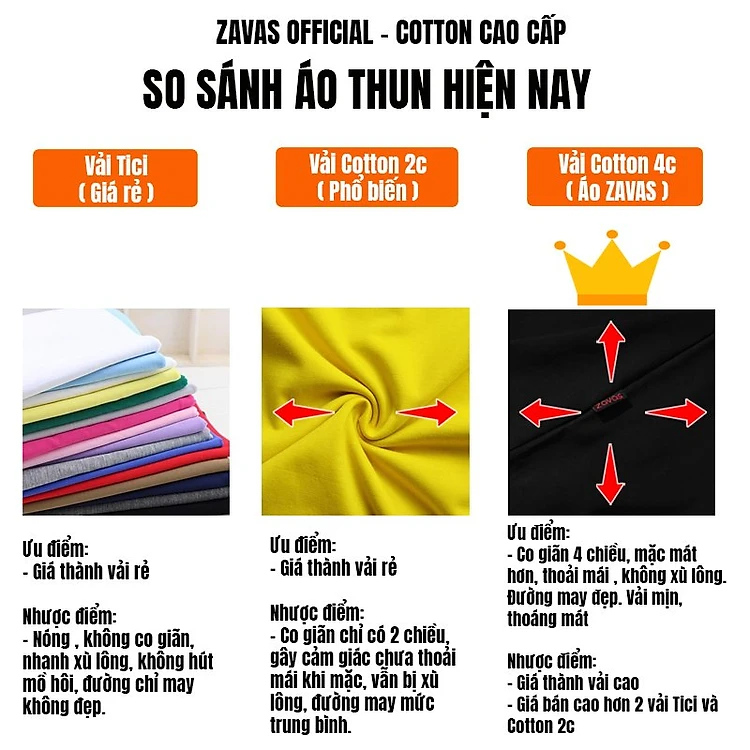 ZAVAS OFFICIAL - COTTON CAO CẤP
SO SÁNH ÁO THUN HIỆN NAY
Vải Tici
( Giá rẻ )
Vải Cotton 2c
( Phổ biến )
Vải Cotton 4c
( Áo ZAVAS )
zavas
Ưu điểm:
- Giá thành vải rẻ
Nhược điểm:
- Nóng , không co giãn,
nhanh xù lông, không hút
mồ hôi, đường chỉ may
không đẹp.
Ưu điểm:
- Giá thành vải rẻ
Nhược điểm:
- Co giãn chỉ có 2 chiều,
gây cảm giác chưa thoải
mái khi mặc, vẫn bị xù
lông, đường may mức
trung bình.
Ưu điểm:
- Co giãn 4 chiều, mặc mát
hơn, thoải mái , không xù lông.
Đường may đẹp. Vải mịn,
thoáng mát
Nhược điểm:
- Giá thành vải cao
- Giá bán cao hơn 2 vải Tici và
Cotton 2c